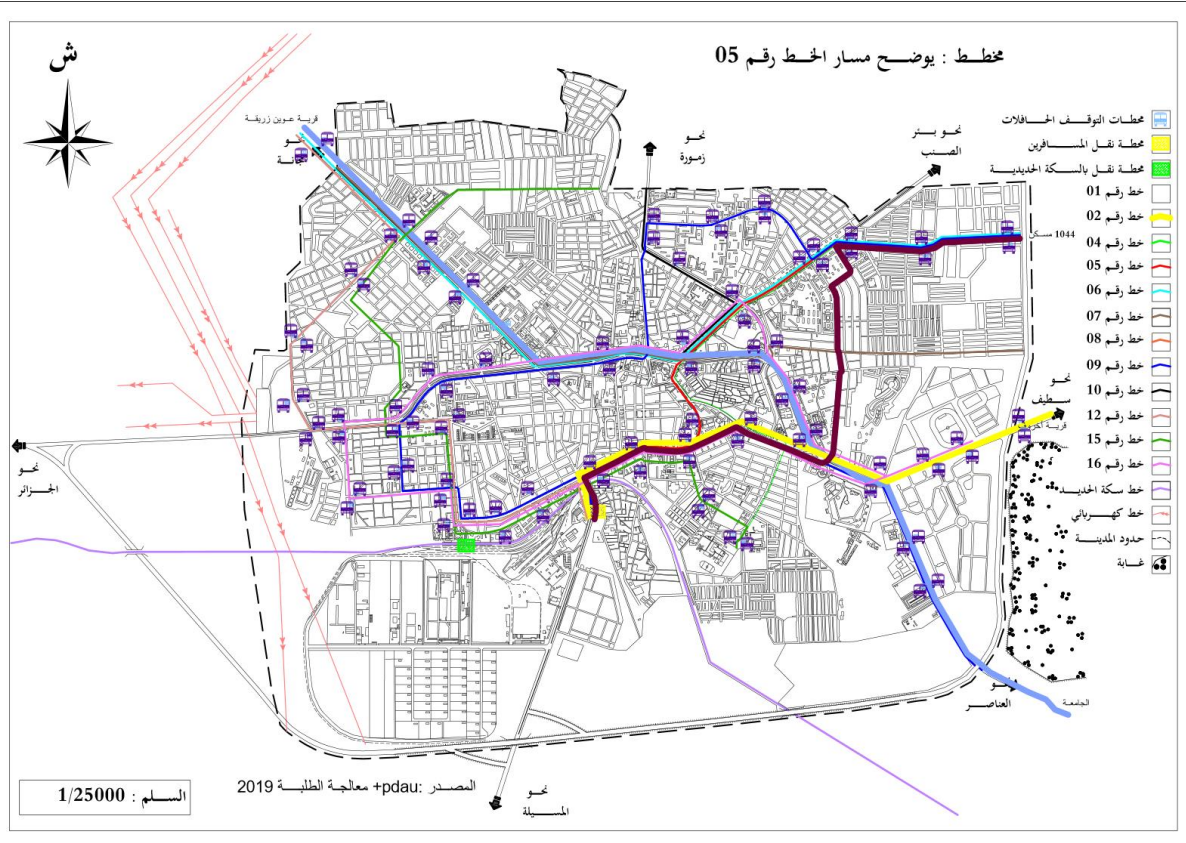 مخطط : يوضح مسار الخط رقم 05
ش
قرية عوين زريقة
نحو
زمورة
نحو بئر
الصنب
1044 مسكن
محطات التوقف الحافلات
محطة نقل المسافرين
محطة نقل بالسكة الحديدية
خط رقم 01
خط رقم 02
خط رقم 04
خط رقم 05
خط رقم 06
خط رقم 07
خط رقم 08
خط رقم 09
خط رقم 10
خط رقم 12
خط رقم 15
خط رقم 16
خط سكة الحديد
خط كهربائي
حدود المدينة
غابة
نحو
سطيف
نحو
الجزائر
نحو
العناصر
الجامعة
نحو
المسيلة
المصدر :pdau+ معالجة الطلبة 2019
السلم : 1/25000